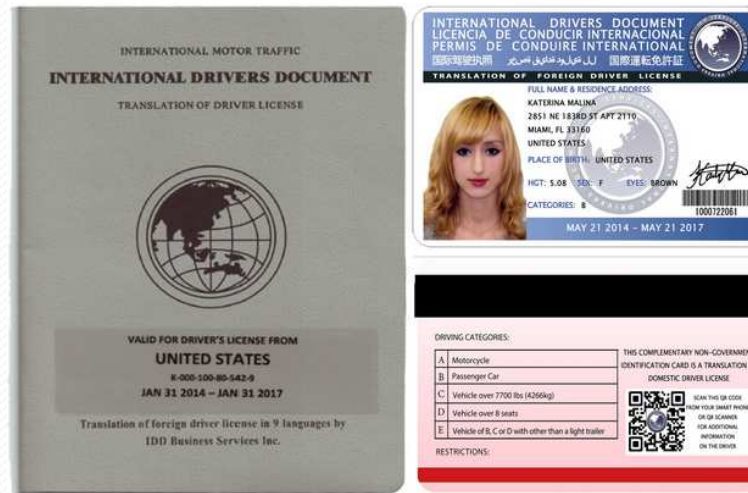 INTERNATIONAL MOTOR TRAFFIC
INTERNATIONAL DRIVERS DOCUMENT
TRANSLATION OF DRIVER LICENSE
VALID FOR DRIVER'S LICENSE FROM
UNITED STATES
K-000-100-80-542-9
JAN 31 2014 – JAN 31 2017
Translation of foreign driver license in 9 languages by
IDD Business Services Inc.
INTERNATIONAL DRIVERS DOCUMENT
LICENCIA DE CONDUCIR INTERNACIONAL
PERMIS DE CONDUIRE INTERNATIONAL
国际驾驶执照 国際運転免許証
TRANSLATION OF FOREIGN DRIVER LICENSE
FULL NAME & RESIDENCE ADDRESS:
KATERINA MALINA
2851 NE 183RD ST APT 2110
MIAMI, FL 33160
UNITED STATES
PLACE OF BIRTH: UNITED STATES
HGT: 5.08 SEX: F EYES: BROWN
CATEGORIES: B
1000722061
MAY 21 2014 – MAY 21 2017
DRIVING CATEGORIES:
A Motorcycle
B Passenger Car
C Vehicle over 7700 lbs (4266kg)
D Vehicle over 8 seats
E Vehicle of B, C or D with other than a light trailer
RESTRICTIONS:
THIS COMPLEMENTARY NON-GOVERNMEN
IDENTIFICATION CARD IS A TRANSLATION
DOMESTIC DRIVER LICENSE
SCAN THIS QR CODE
FROM YOUR SMART PHONE
OR QR SCANNER
FOR ADDITIONAL
INFORMATION
ON THE DRIVER